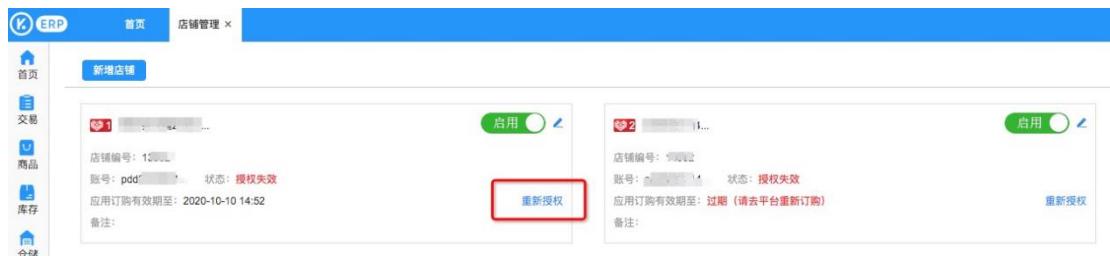 ERP
首页
店铺管理 ×
首页
交易
商品
库存
仓储
新增店铺
1
...
启用
店铺编号：
账号：pdd 状态：授权失效
应用订购有效期至：2020-10-10 14:52
重新授权
备注：
2
...
启用
店铺编号：
账号： 状态：授权失效
应用订购有效期至：过期（请去平台重新订购）
重新授权
备注：